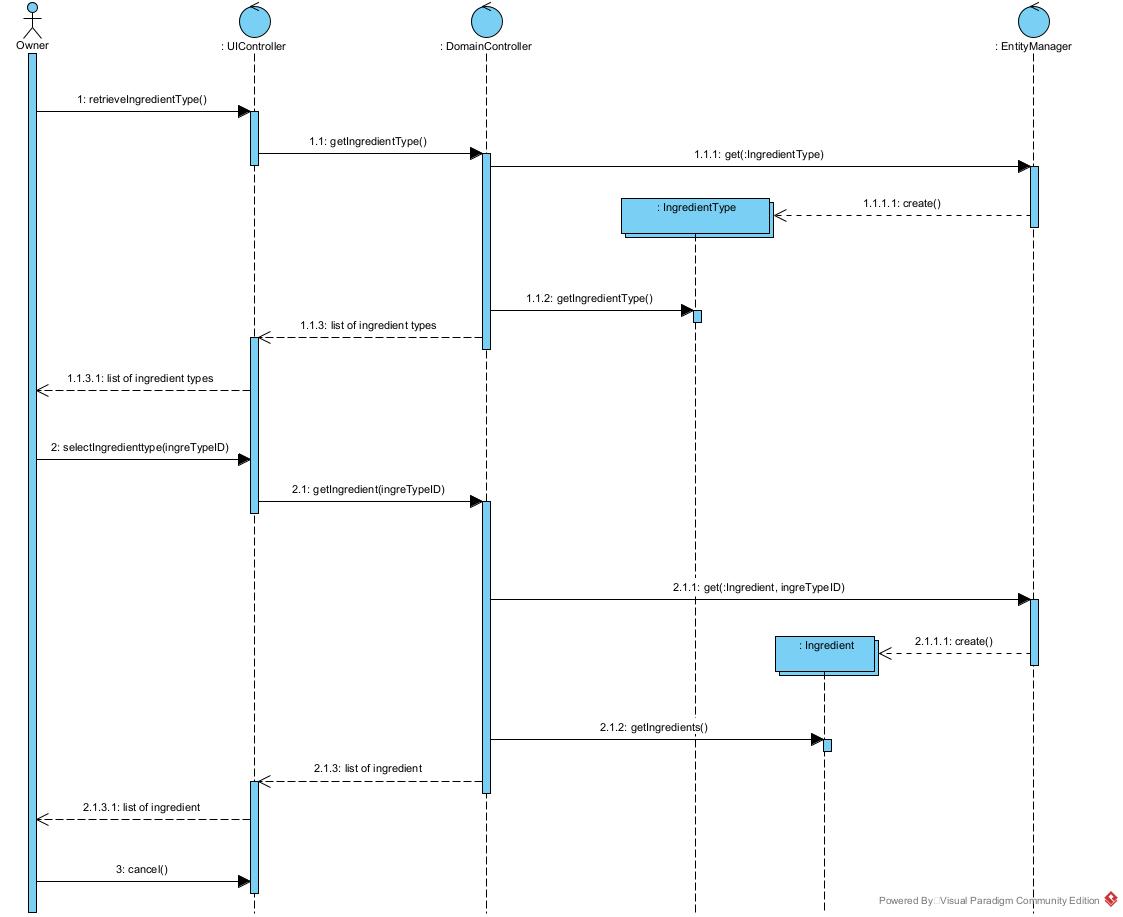 Owner
: UIController
: DomainController
: EntityManager
1: retrieveIngredientType()
1.1: getIngredientType()
1.1.1: get(:IngredientType)
: IngredientType
1.1.1.1: create()
1.1.2: getIngredientType()
1.1.3: list of ingredient types
1.1.3.1: list of ingredient types
2: selectIngredienttype(ingreTypeID)
2.1: getIngredient(ingreTypeID)
2.1.1: get(:Ingredient, ingreTypeID)
: Ingredient
2.1.1.1: create()
2.1.2: getIngredients()
2.1.3: list of ingredient
2.1.3.1: list of ingredient
3: cancel()
Powered By Visual Paradigm Community Edition